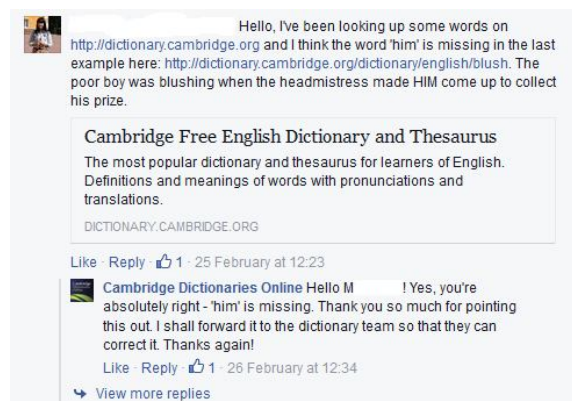 Hello, I've been looking up some words on
http://dictionary.cambridge.org and I think the word 'him' is missing in the last
example here: http://dictionary.cambridge.org/dictionary/english/blush. The
poor boy was blushing when the headmistress made HIM come up to collect
his prize.
Cambridge Free English Dictionary and Thesaurus
The most popular dictionary and thesaurus for learners of English.
Definitions and meanings of words with pronunciations and
translations.
DICTIONARY.CAMBRIDGE.ORG
Like · Reply · 1 · 25 February at 12:23
Cambridge Dictionaries Online Hello M ! Yes, you're
absolutely right - 'him' is missing. Thank you so much for pointing
this out. I shall forward it to the dictionary team so that they can
correct it. Thanks again!
Like · Reply · 1 · 26 February at 12:34
View more replies